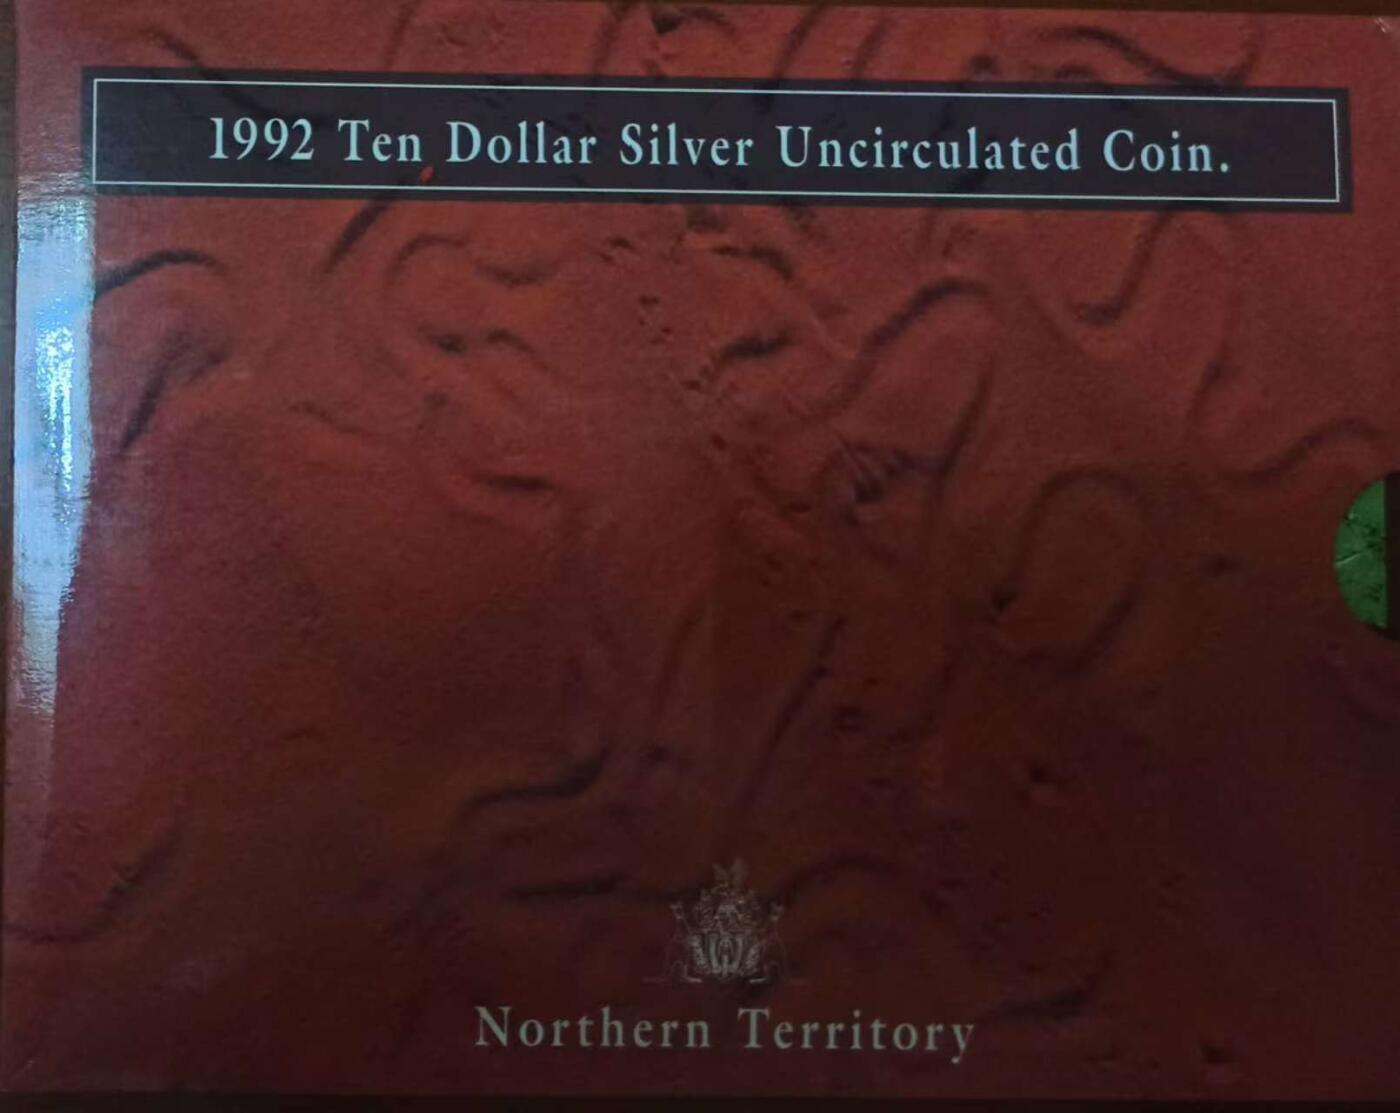 1992 Ten Dollar Silver Uncirculated Coin.
Northern Territory